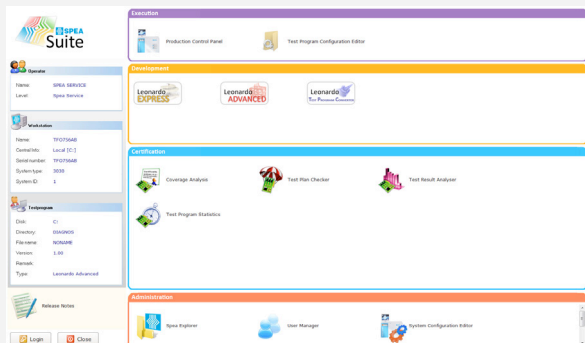 SPEA
Suite
Operator
Name SPEA SERVICE
Level Spea Service
Workstation
Name TFO756AB
Control Info Local [C:]
Serial number TFO756AB
System type 3030
System ID 1
Testprogram
Disk C:
Directory DIAGNOS
File name NONAME
Version 1.00
Remark
Type Leonardo Advanced
Release Notes
Login Close
Execution
Production Control Panel Test Program Configuration Editor
Development
Leonardo EXPRESS
Leonardo ADVANCED
Leonardo Test Program Converter
Certification
Coverage Analysis Test Plan Checker Test Result Analyser
Test Program Statistics
Administration
Spea Explorer User Manager System Configuration Editor